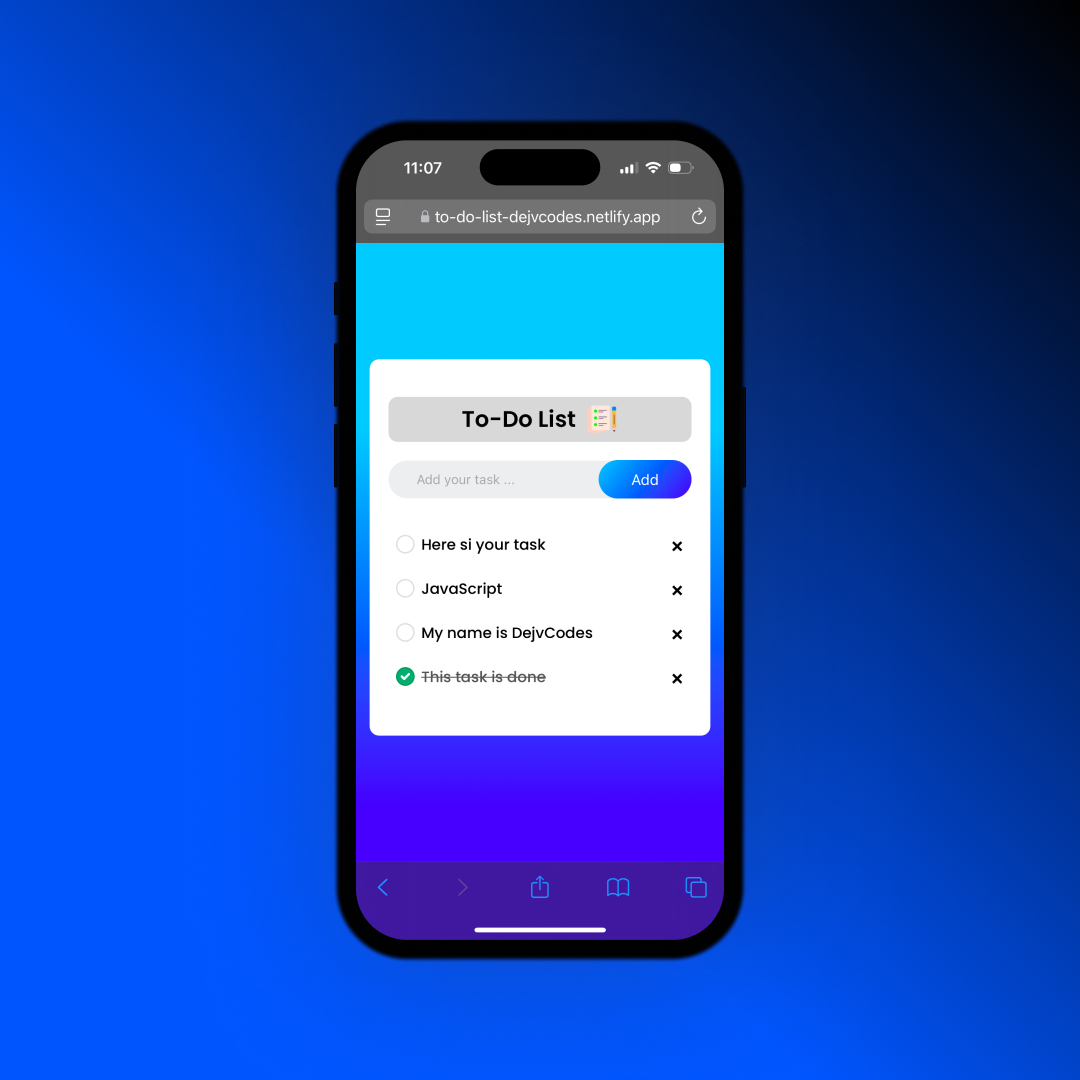 11:07
to-do-list-dejvcodes.netlify.app
To-Do List
Add your task ...
Add
Here si your task
JavaScript
My name is DejvCodes
This task is done